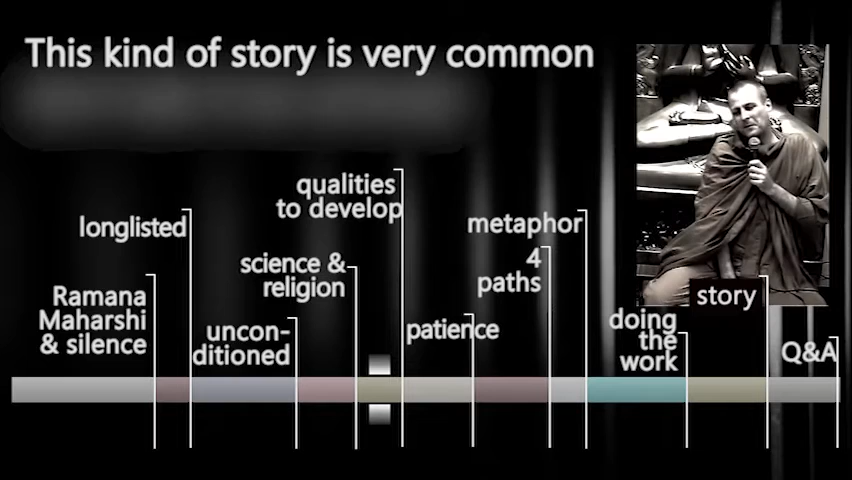 This kind of story is very common
qualities
to develop
longlisted
metaphor
science &
religion
4
paths
Ramana
Maharshi
& silence
uncon-
ditioned
patience
doing
the
work
story
Q&A